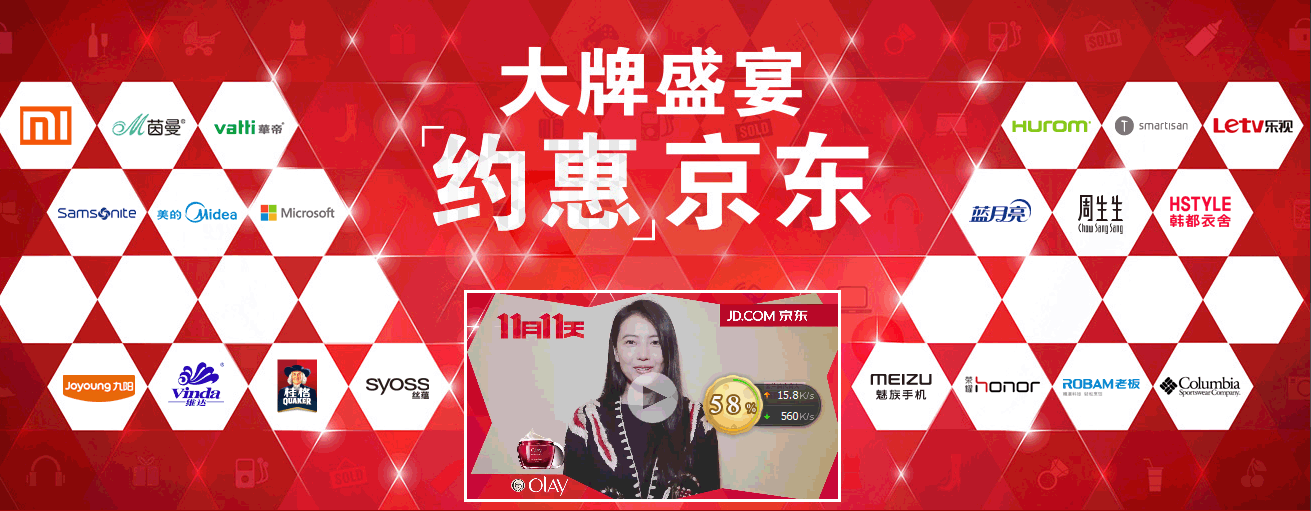 大牌盛宴
「约惠」京东
mi
茵曼®
vatti 華帝
Samsonite
美的 Midea
Microsoft
HUROM
T smartisan
Letv乐视
蓝月亮
周生生
Chow Sang Sang
HSTYLE
韩都衣舍
Joyoung 九阳
Vinda
维达
桂格
QUAKER
syoss
丝蕴
11月11天
JD.COM 京东
58%
15.8K/s
560K/s
OLAY
MEIZU
魅族手机
荣耀 honor
ROBAM老板
Columbia
Sportswear Company.
SOLD
SOLD
SOLD